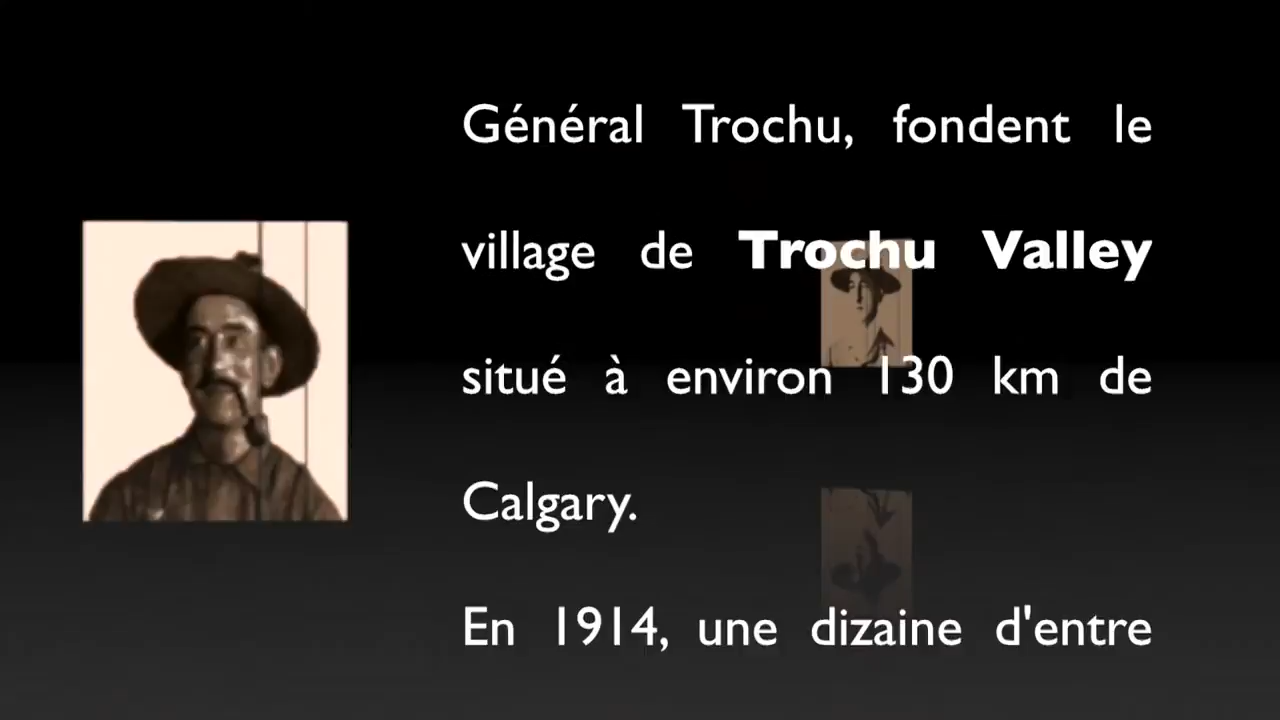 Général Trochu, fondent le
village de Trochu Valley
situé à environ 130 km de
Calgary.
En 1914, une dizaine d'entre